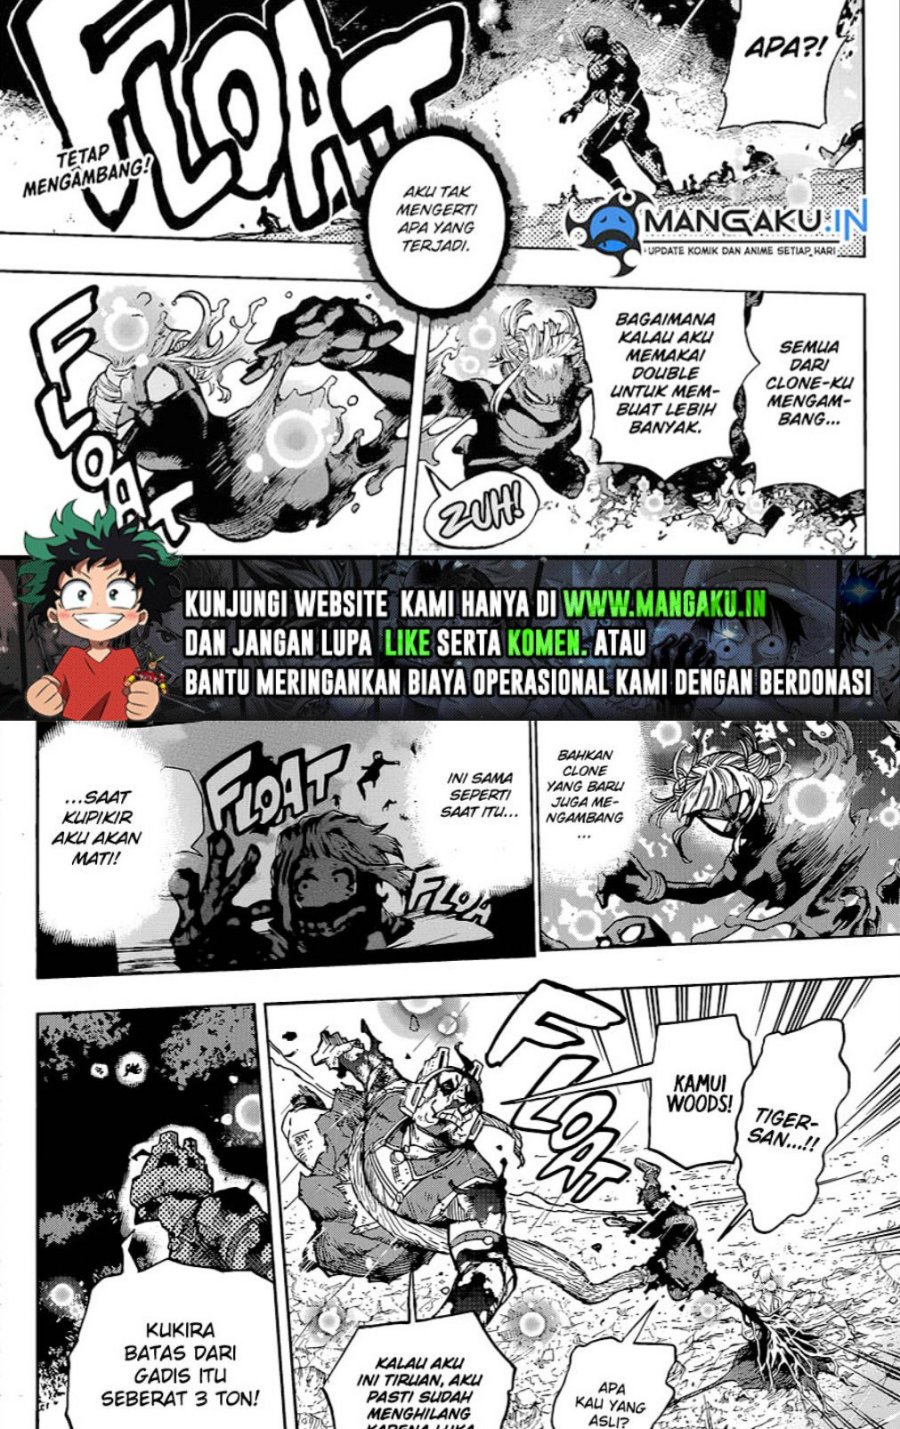 APA?!
FLOAT
TETAP
MENGAMBANG!
AKU TAK
MENGERTI
APA YANG
TERJADI.
MANGAKU.IN
UPDATE KOMIK DAN ANIME SETIAP HARI
SEMUA
DARI
CLONE-KU
MENGAM-
BANG...
BAGAIMANA
KALAU AKU
MEMAKAI
DOUBLE
UNTUK MEM-
BUAT LEBIH
BANYAK.
ZUH!
FLOAT
KUNJUNGI WEBSITE KAMI HANYA DI WWW.MANGAKU.IN
DAN JANGAN LUPA LIKE SERTA KOMEN. ATAU
BANTU MERINGANKAN BIAYA OPERASIONAL KAMI DENGAN BERDONASI
BAHKAN
CLONE
YANG BARU
JUGA ME-
NGAMBANG
...
INI SAMA
SEPERTI
SAAT ITU...
FLOAT
FLOA
...SAAT
KUPIKIR
AKU AKAN
MATI!
TIGER-
SAN...!!
KAMUI
WOODS!
FLOAT
APA
KAU YANG
ASLI?
KALAU AKU
INI TIRUAN, AKU
PASTI SUDAH
MENGHILANG
KARENA LUKA
KUKIRA
BATAS DARI
GADIS ITU
SEBERAT 3 TON!